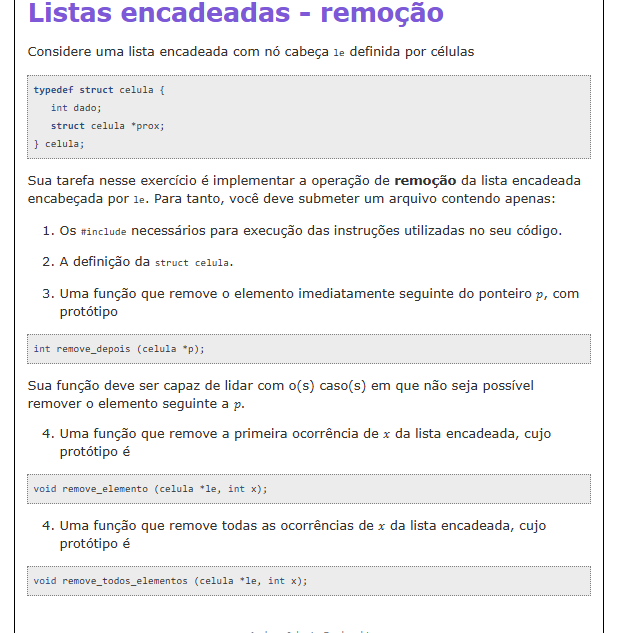 Listas encadeadas - remoção
Considere uma lista encadeada com nó cabeça le definida por células
typedef struct celula {
int dado;
struct celula *prox;
} celula;
Sua tarefa nesse exercício é implementar a operação de remoção da lista encadeada
encabeçada por le. Para tanto, você deve submeter um arquivo contendo apenas:
1. Os #include necessários para execução das instruções utilizadas no seu código.
2. A definição da struct celula.
3. Uma função que remove o elemento imediatamente seguinte do ponteiro p, com
protótipo
int remove_depois (celula *p);
Sua função deve ser capaz de lidar com o(s) caso(s) em que não seja possível
remover o elemento seguinte a p.
4. Uma função que remove a primeira ocorrência de x da lista encadeada, cujo
protótipo é
void remove_elemento (celula *le, int x);
4. Uma função que remove todas as ocorrências de x da lista encadeada, cujo
protótipo é
void remove_todos_elementos (celula *le, int x);